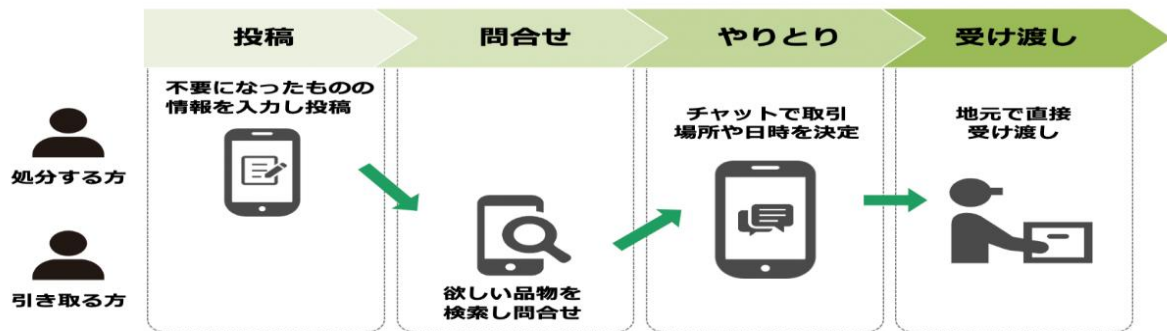 投稿
問合せ
やりとり
受け渡し
不要になったものの
情報を入力し投稿
チャットで取引
場所や日時を決定
地元で直接
受け渡し
処分する方
欲しい品物を
検索し問合せ
引き取る方